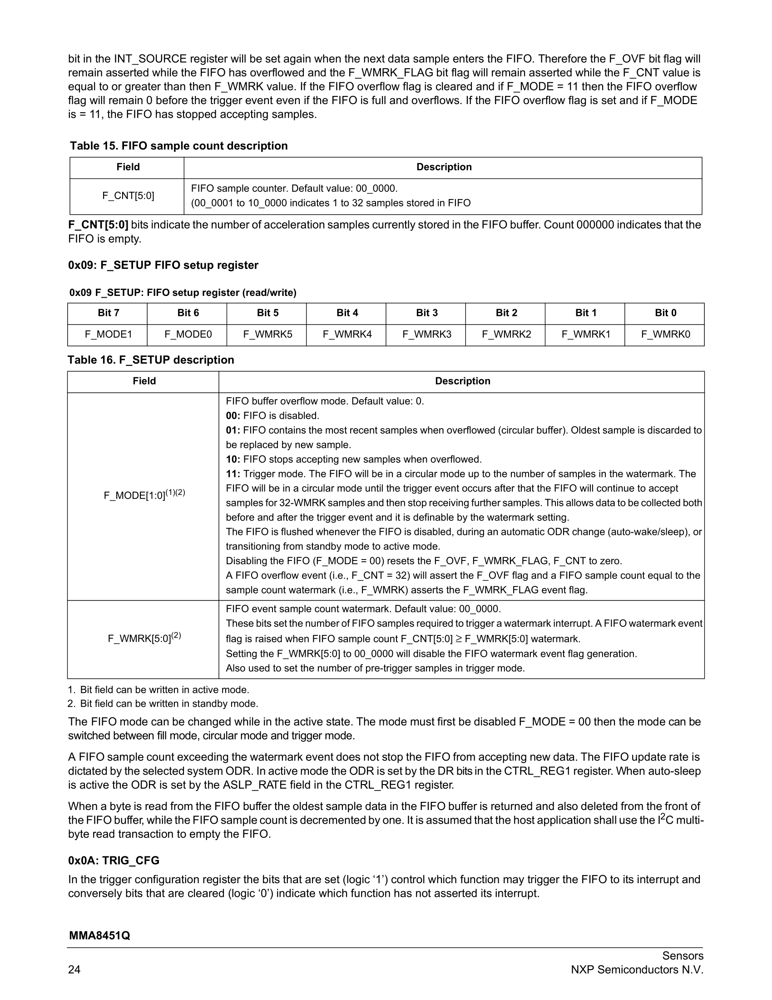 bit in the INT_SOURCE register will be set again when the next data sample enters the FIFO. Therefore the F_OVF bit flag will
remain asserted while the FIFO has overflowed and the F_WMRK_FLAG bit flag will remain asserted while the F_CNT value is
equal to or greater than then F_WMRK value. If the FIFO overflow flag is cleared and if F_MODE = 11 then the FIFO overflow
flag will remain 0 before the trigger event even if the FIFO is full and overflows. If the FIFO overflow flag is set and if F_MODE
is = 11, the FIFO has stopped accepting samples.
Table 15. FIFO sample count description
Field Description
F_CNT[5:0]
FIFO sample counter. Default value: 00_0000.
(00_0001 to 10_0000 indicates 1 to 32 samples stored in FIFO
F_CNT[5:0] bits indicate the number of acceleration samples currently stored in the FIFO buffer. Count 000000 indicates that the
FIFO is empty.
0x09: F_SETUP FIFO setup register
0x09 F_SETUP: FIFO setup register (read/write)
Bit 7 Bit 6 Bit 5 Bit 4 Bit 3 Bit 2 Bit 1 Bit 0
F_MODE1 F_MODE0 F_WMRK5 F_WMRK4 F_WMRK3 F_WMRK2 F_WMRK1 F_WMRK0
Table 16. F_SETUP description
Field Description
F_MODE[1:0](1)(2)
FIFO buffer overflow mode. Default value: 0.
00: FIFO is disabled.
01: FIFO contains the most recent samples when overflowed (circular buffer). Oldest sample is discarded to
be replaced by new sample.
10: FIFO stops accepting new samples when overflowed.
11: Trigger mode. The FIFO will be in a circular mode up to the number of samples in the watermark. The
FIFO will be in a circular mode until the trigger event occurs after that the FIFO will continue to accept
samples for 32-WMRK samples and then stop receiving further samples. This allows data to be collected both
before and after the trigger event and it is definable by the watermark setting.
The FIFO is flushed whenever the FIFO is disabled, during an automatic ODR change (auto-wake/sleep), or
transitioning from standby mode to active mode.
Disabling the FIFO (F_MODE = 00) resets the F_OVF, F_WMRK_FLAG, F_CNT to zero.
A FIFO overflow event (i.e., F_CNT = 32) will assert the F_OVF flag and a FIFO sample count equal to the
sample count watermark (i.e., F_WMRK) asserts the F_WMRK_FLAG event flag.
F_WMRK[5:0](2)
FIFO event sample count watermark. Default value: 00_0000.
These bits set the number of FIFO samples required to trigger a watermark interrupt. A FIFO watermark event
flag is raised when FIFO sample count F_CNT[5:0] ≥ F_WMRK[5:0] watermark.
Setting the F_WMRK[5:0] to 00_0000 will disable the FIFO watermark event flag generation.
Also used to set the number of pre-trigger samples in trigger mode.
1. Bit field can be written in active mode.
2. Bit field can be written in standby mode.
The FIFO mode can be changed while in the active state. The mode must first be disabled F_MODE = 00 then the mode can be
switched between fill mode, circular mode and trigger mode.
A FIFO sample count exceeding the watermark event does not stop the FIFO from accepting new data. The FIFO update rate is
dictated by the selected system ODR. In active mode the ODR is set by the DR bits in the CTRL_REG1 register. When auto-sleep
is active the ODR is set by the ASLP_RATE field in the CTRL_REG1 register.
When a byte is read from the FIFO buffer the oldest sample data in the FIFO buffer is returned and also deleted from the front of
the FIFO buffer, while the FIFO sample count is decremented by one. It is assumed that the host application shall use the I2C multi-
byte read transaction to empty the FIFO.
0x0A: TRIG_CFG
In the trigger configuration register the bits that are set (logic ‘1’) control which function may trigger the FIFO to its interrupt and
conversely bits that are cleared (logic ‘0’) indicate which function has not asserted its interrupt.
MMA8451Q
Sensors
24 NXP Semiconductors N.V.